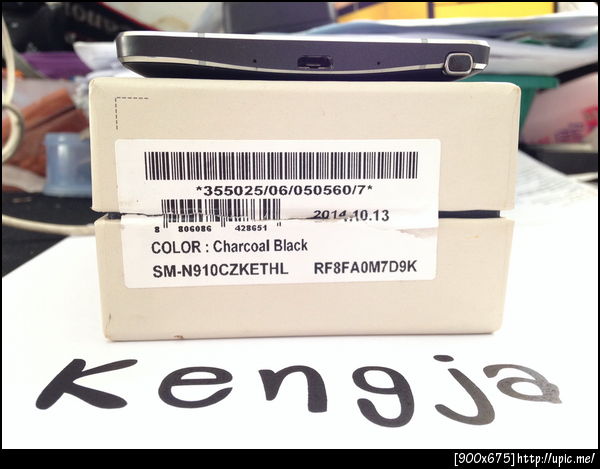 *355025/06/050560/7*
8 806086 428651
2014.10.13
COLOR : Charcoal Black
SM-N910CZKETHL RF8FA0M7D9K
Kengja
[900x675]http://upic.me/